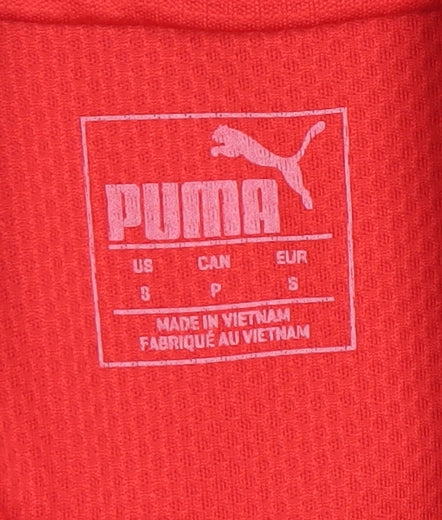 PUMA
US CAN EUR
S P S
MADE IN VIETNAM
FABRIQUÉ AU VIETNAM